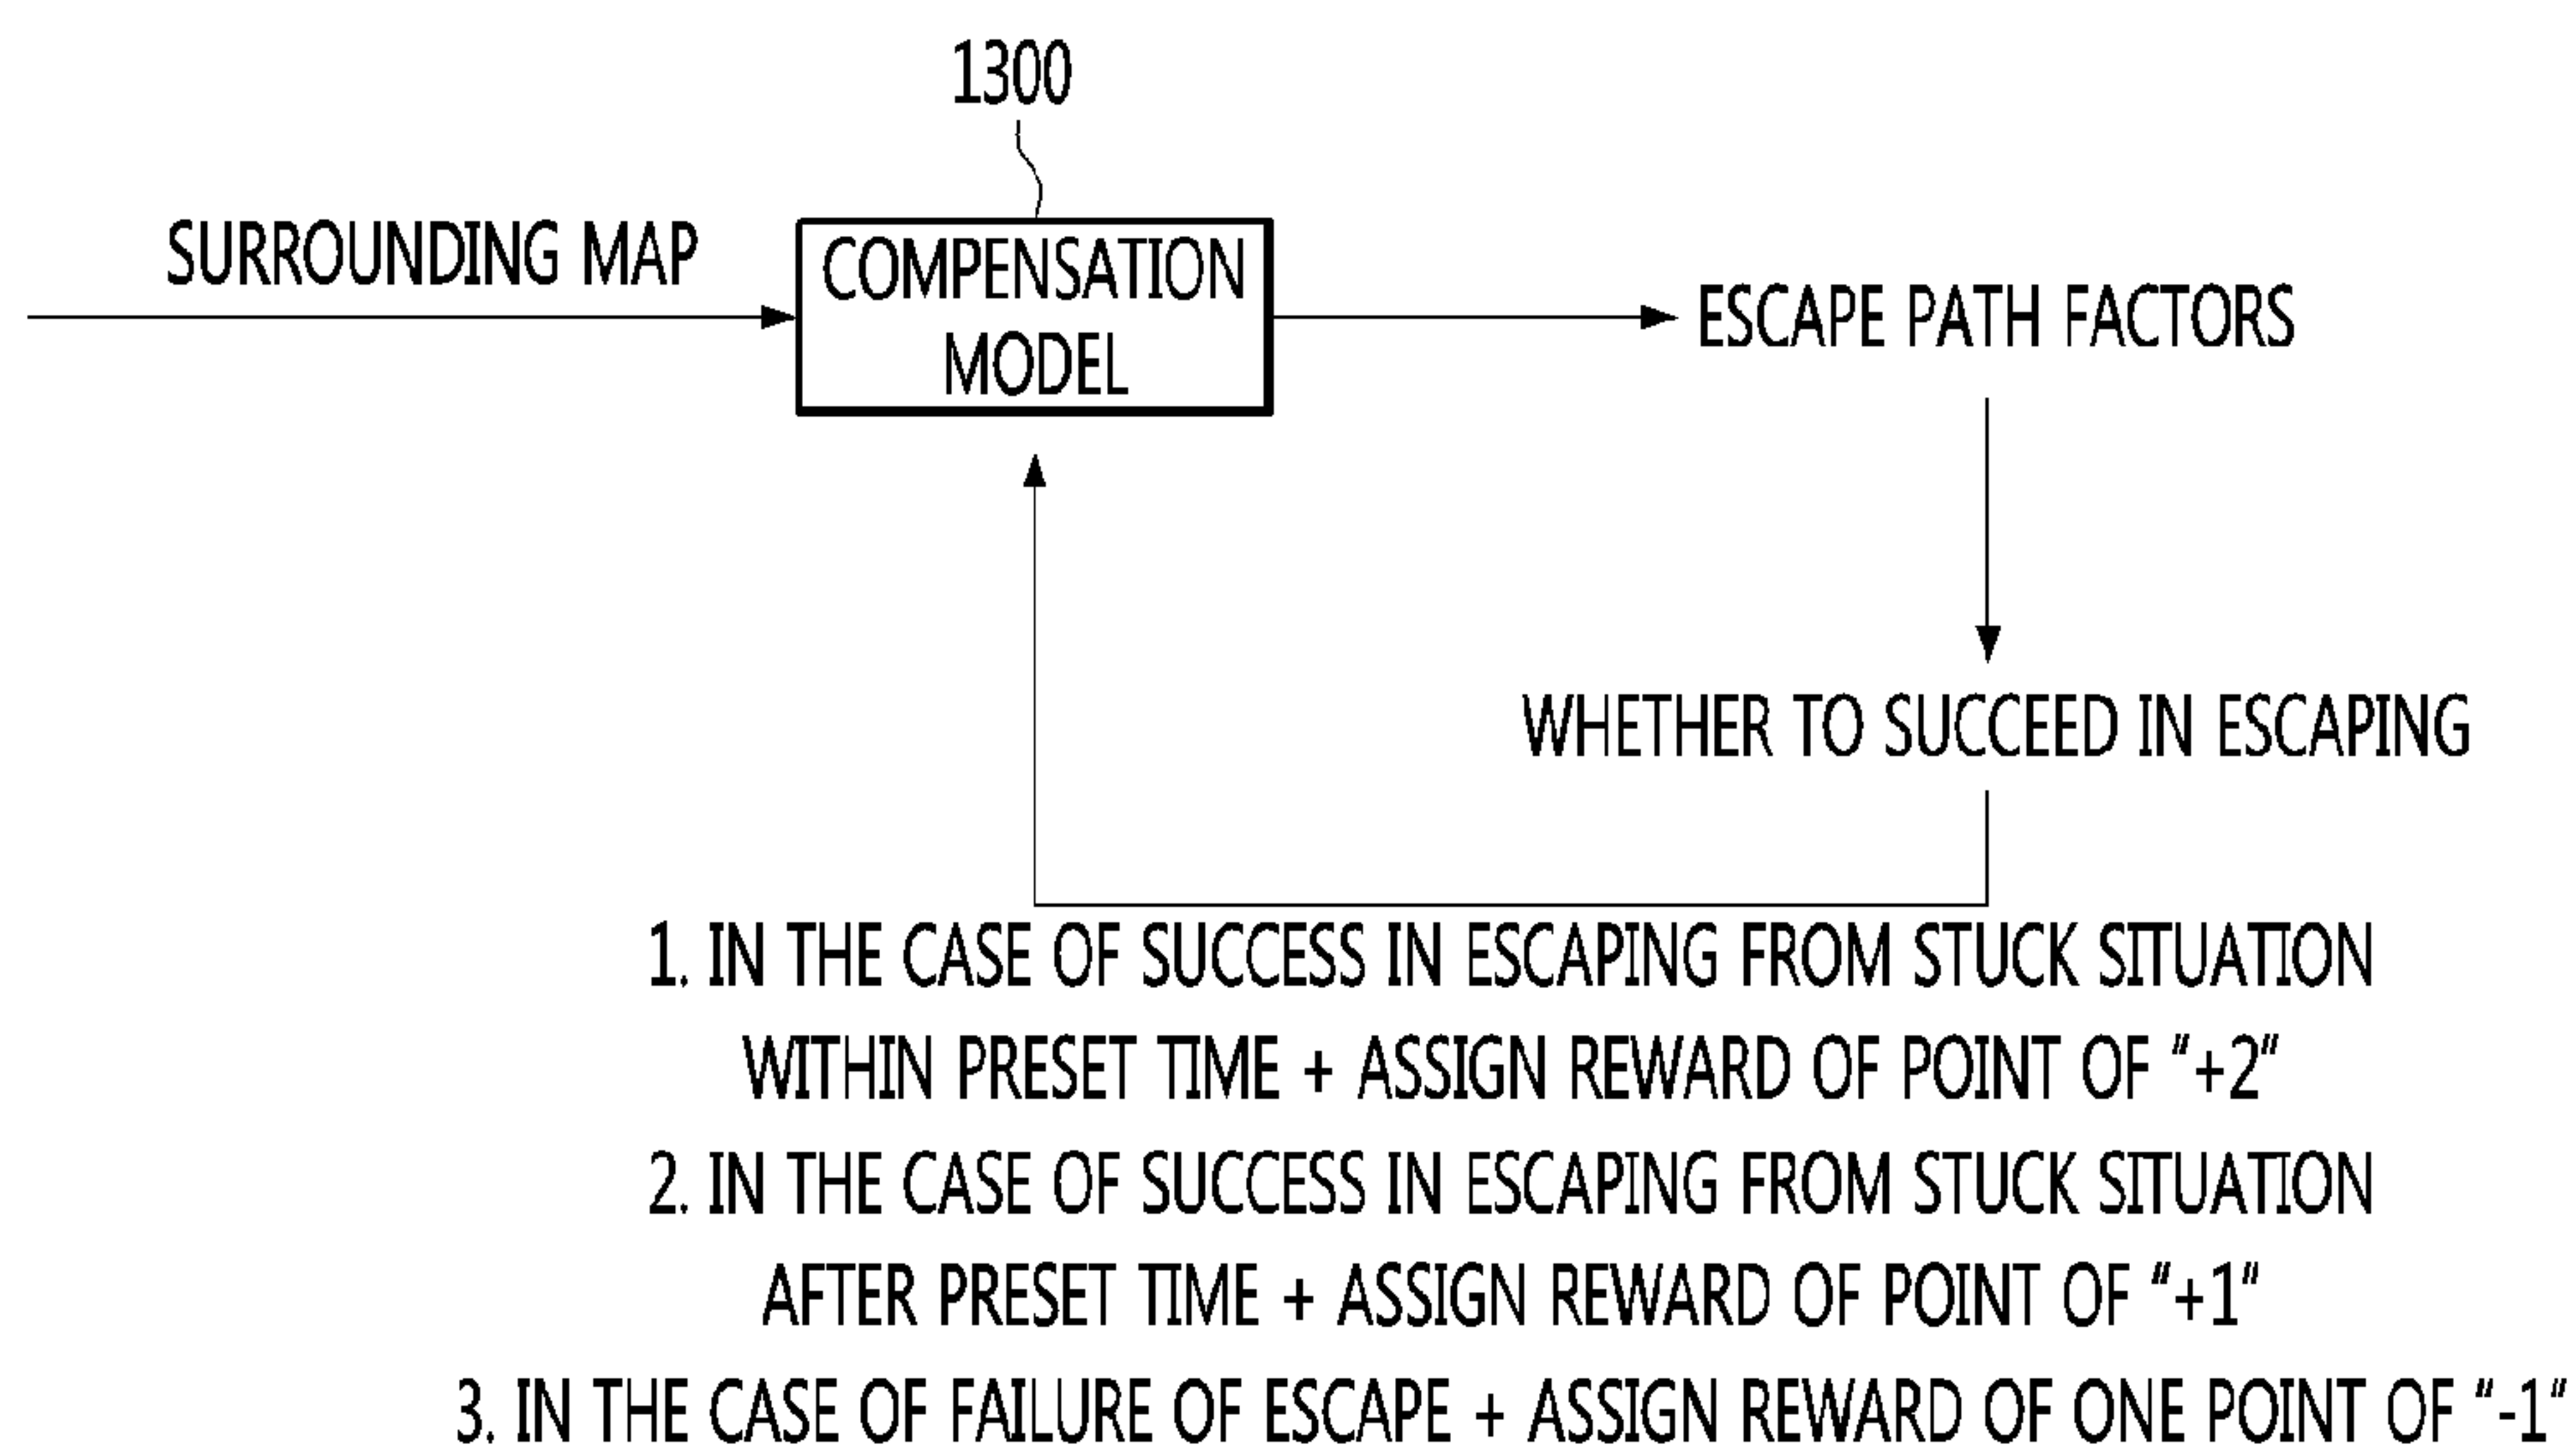 1300
SURROUNDING MAP
COMPENSATION
MODEL
ESCAPE PATH FACTORS
WHETHER TO SUCCEED IN ESCAPING
1. IN THE CASE OF SUCCESS IN ESCAPING FROM STUCK SITUATION
WITHIN PRESET TIME + ASSIGN REWARD OF POINT OF "+2"
2. IN THE CASE OF SUCCESS IN ESCAPING FROM STUCK SITUATION
AFTER PRESET TIME + ASSIGN REWARD OF POINT OF "+1"
3. IN THE CASE OF FAILURE OF ESCAPE + ASSIGN REWARD OF ONE POINT OF "-1"